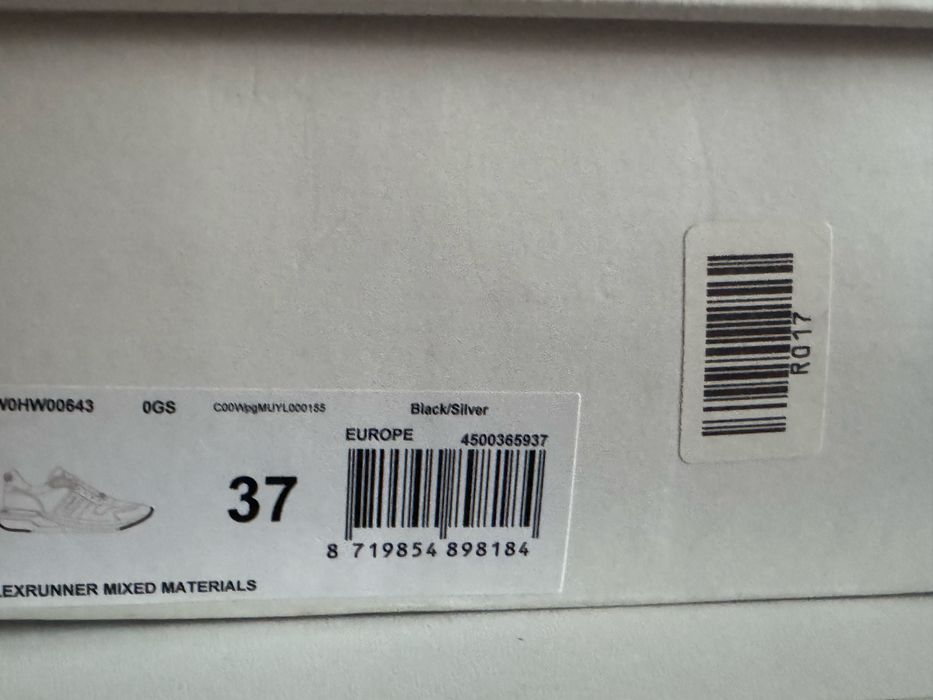 W0HW00643 0GS C00WpgMUYL000155 Black/Silver
EUROPE 4500365937
37
8 719854 898184
LEXRUNNER MIXED MATERIALS
R017